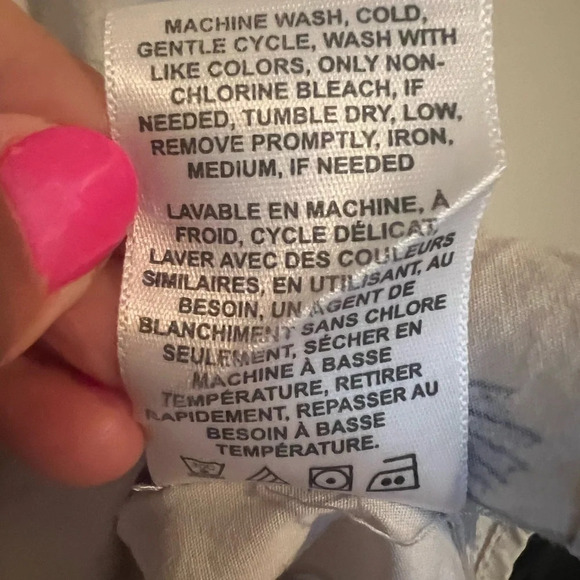 MACHINE WASH, COLD,
GENTLE CYCLE, WASH WITH
LIKE COLORS, ONLY NON-
CHLORINE BLEACH, IF
NEEDED, TUMBLE DRY, LOW,
REMOVE PROMPTLY, IRON,
MEDIUM, IF NEEDED
LAVABLE EN MACHINE, À
FROID, CYCLE DÉLICAT,
LAVER AVEC DES COULEURS
SIMILAIRES, EN UTILISANT, AU
BESOIN, UN AGENT DE
BLANCHIMENT SANS CHLORE
SEULEMENT, SÉCHER EN
MACHINE À BASSE
TEMPÉRATURE, RETIRER
RAPIDEMENT, REPASSER AU
BESOIN À BASSE
TEMPÉRATURE.